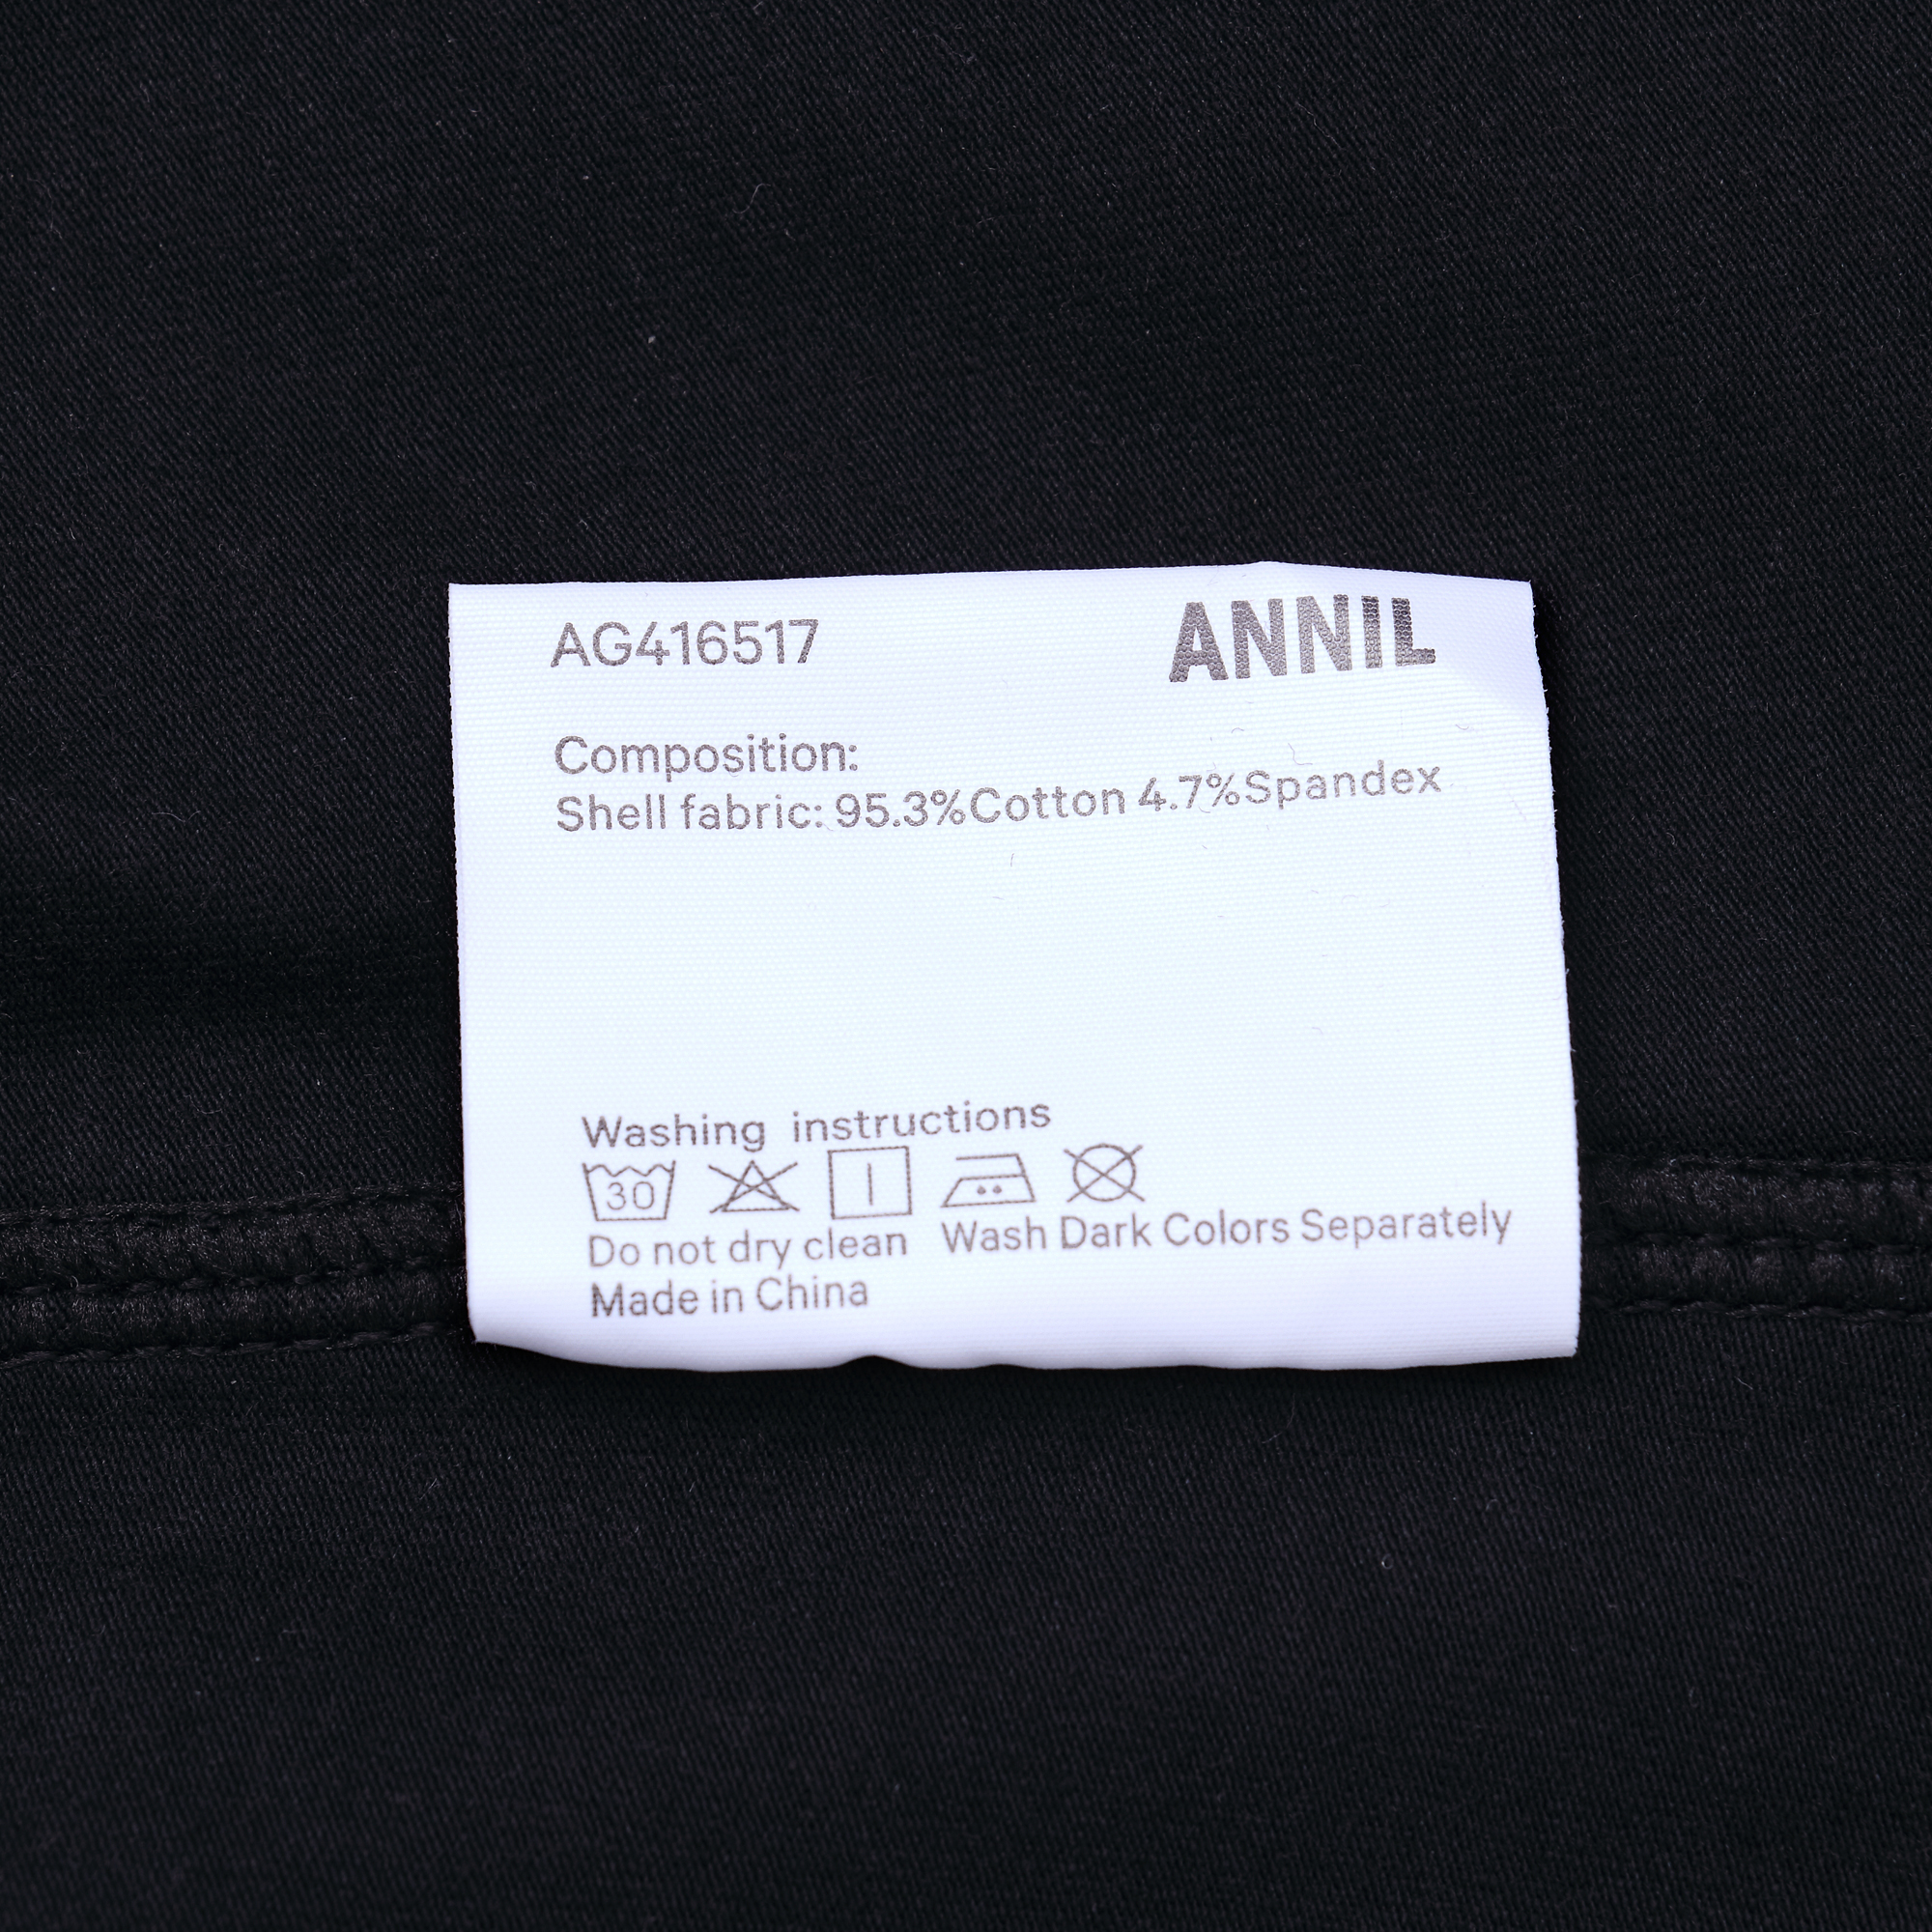 AG416517 ANNIL
Composition:
Shell fabric: 95.3%Cotton 4.7%Spandex
Washing instructions
30
Do not dry clean Wash Dark Colors Separately
Made in China